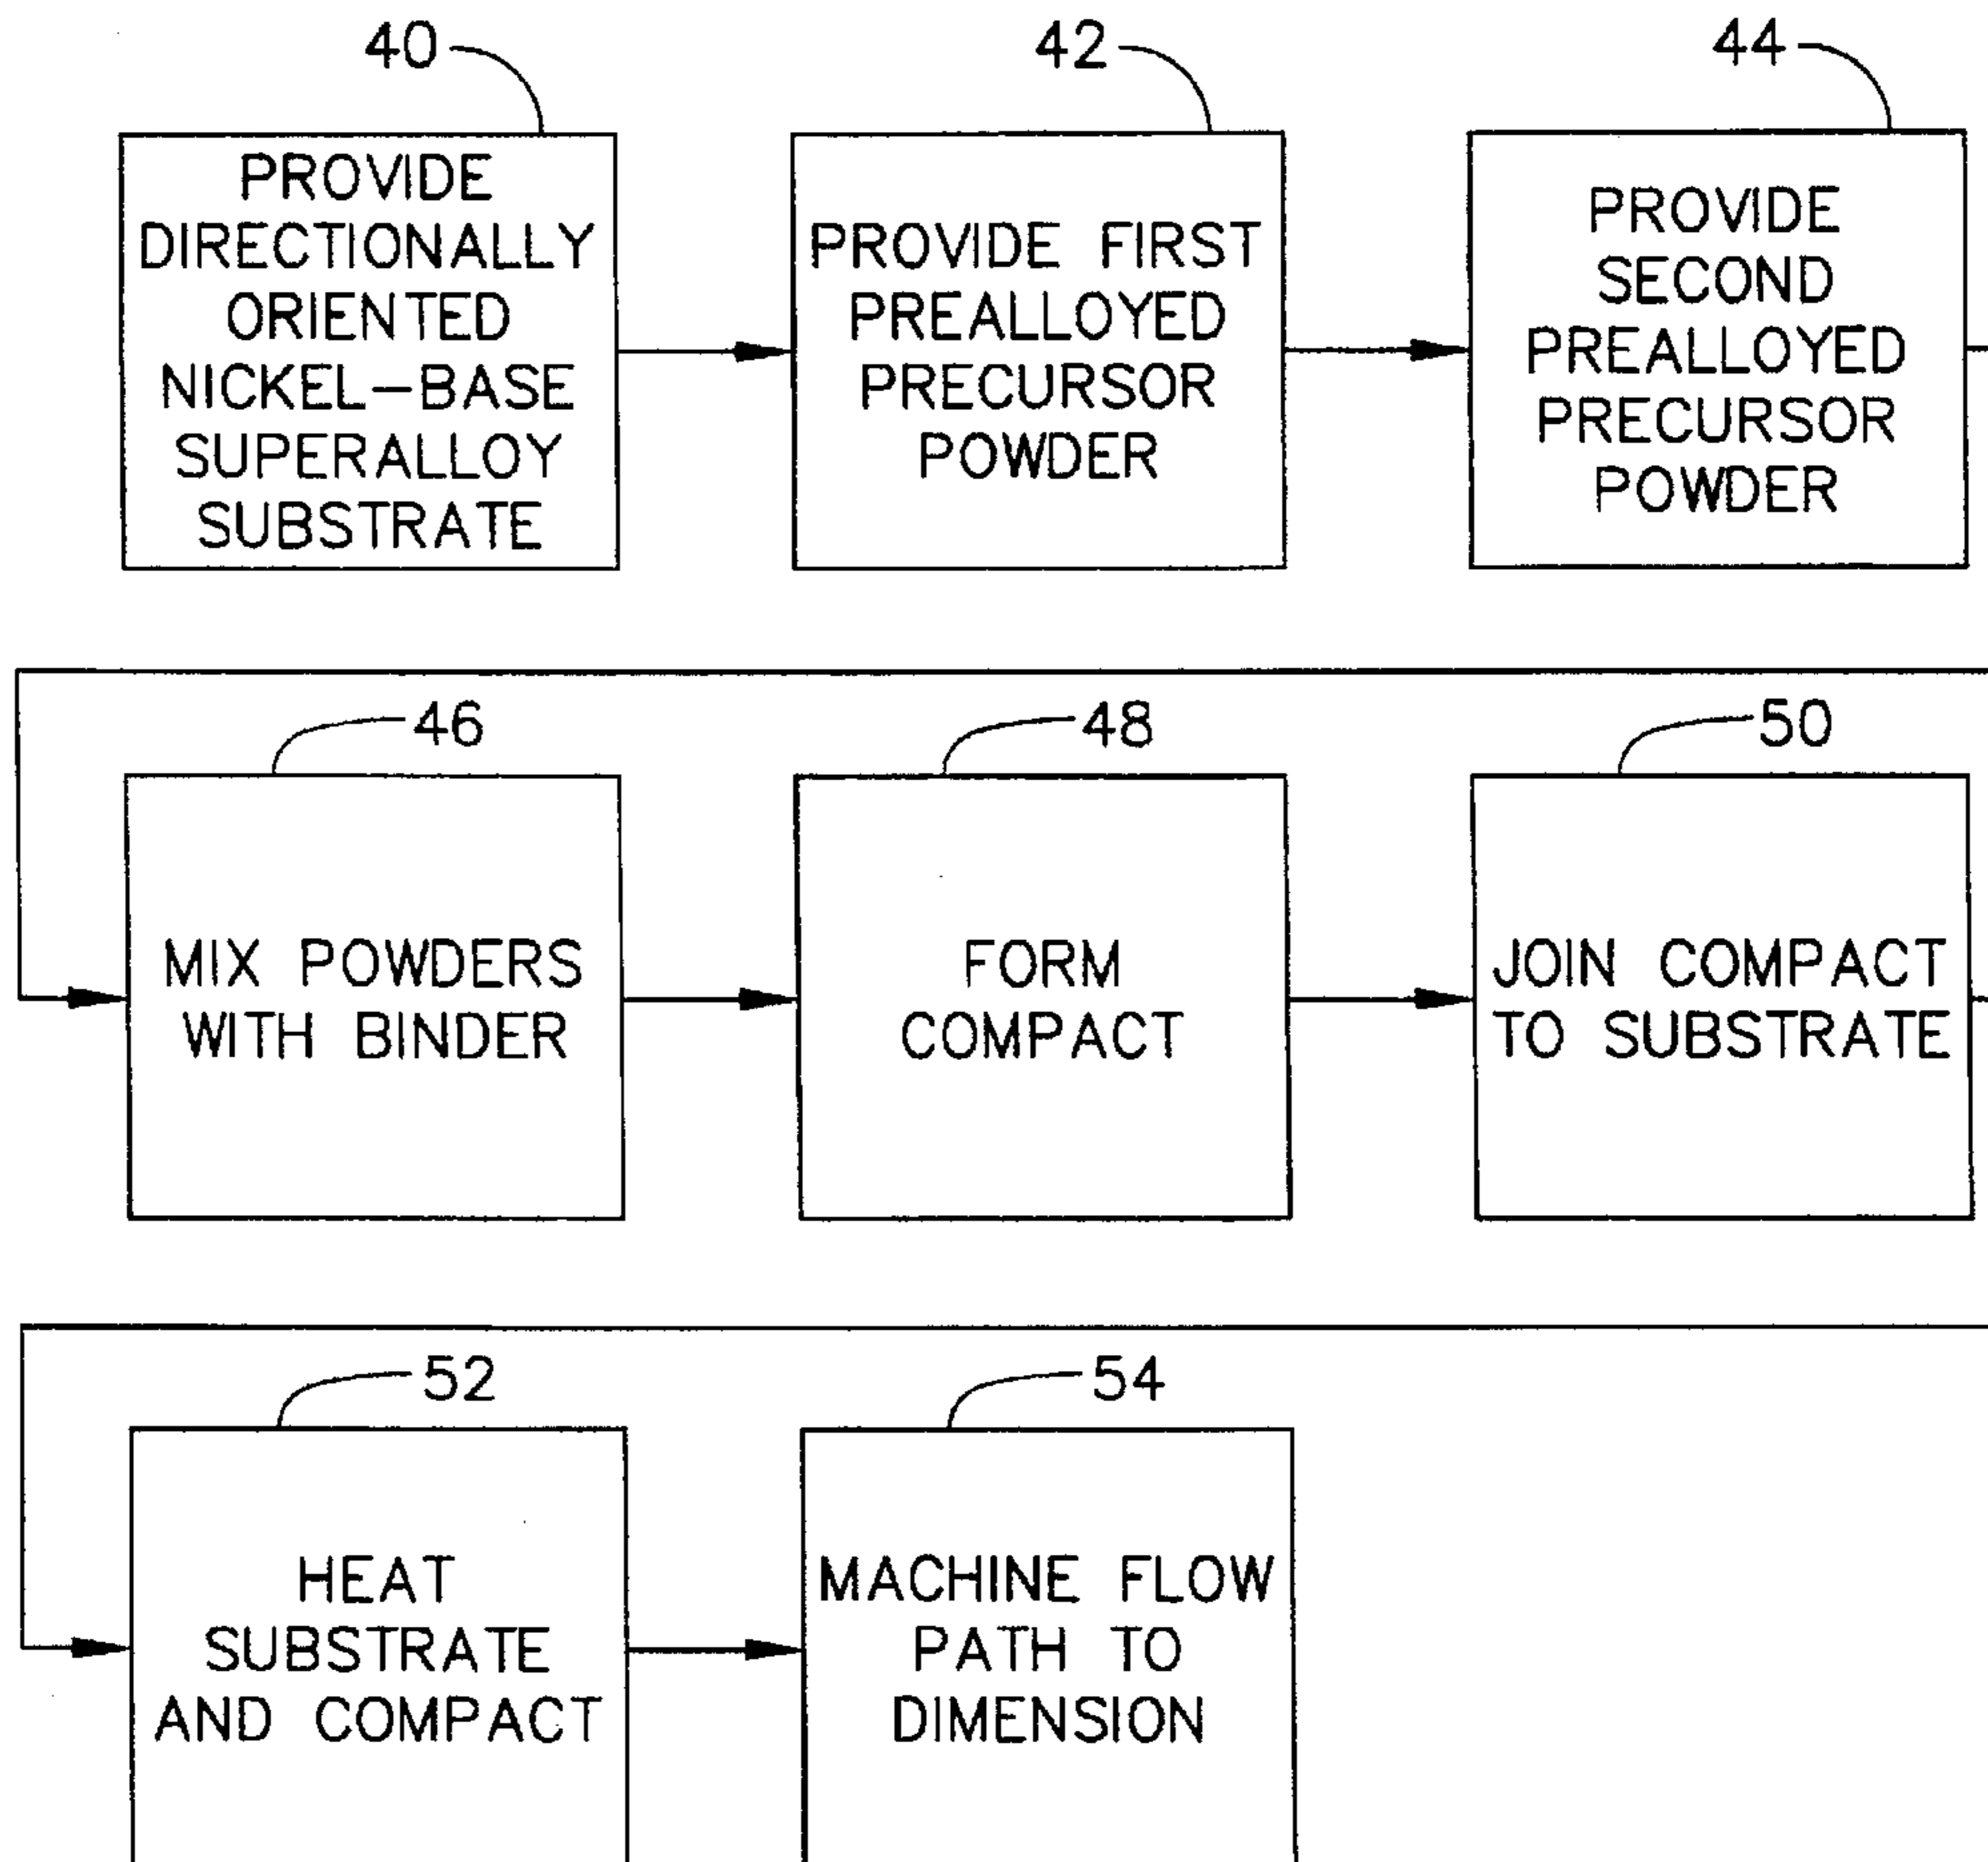 40
42
44
PROVIDE
DIRECTIONALLY
ORIENTED
NICKEL-BASE
SUPERALLOY
SUBSTRATE
PROVIDE FIRST
PREALLOYED
PRECURSOR
POWDER
PROVIDE
SECOND
PREALLOYED
PRECURSOR
POWDER
46
48
50
MIX POWDERS
WITH BINDER
FORM
COMPACT
JOIN COMPACT
TO SUBSTRATE
52
54
HEAT
SUBSTRATE
AND COMPACT
MACHINE FLOW
PATH TO
DIMENSION